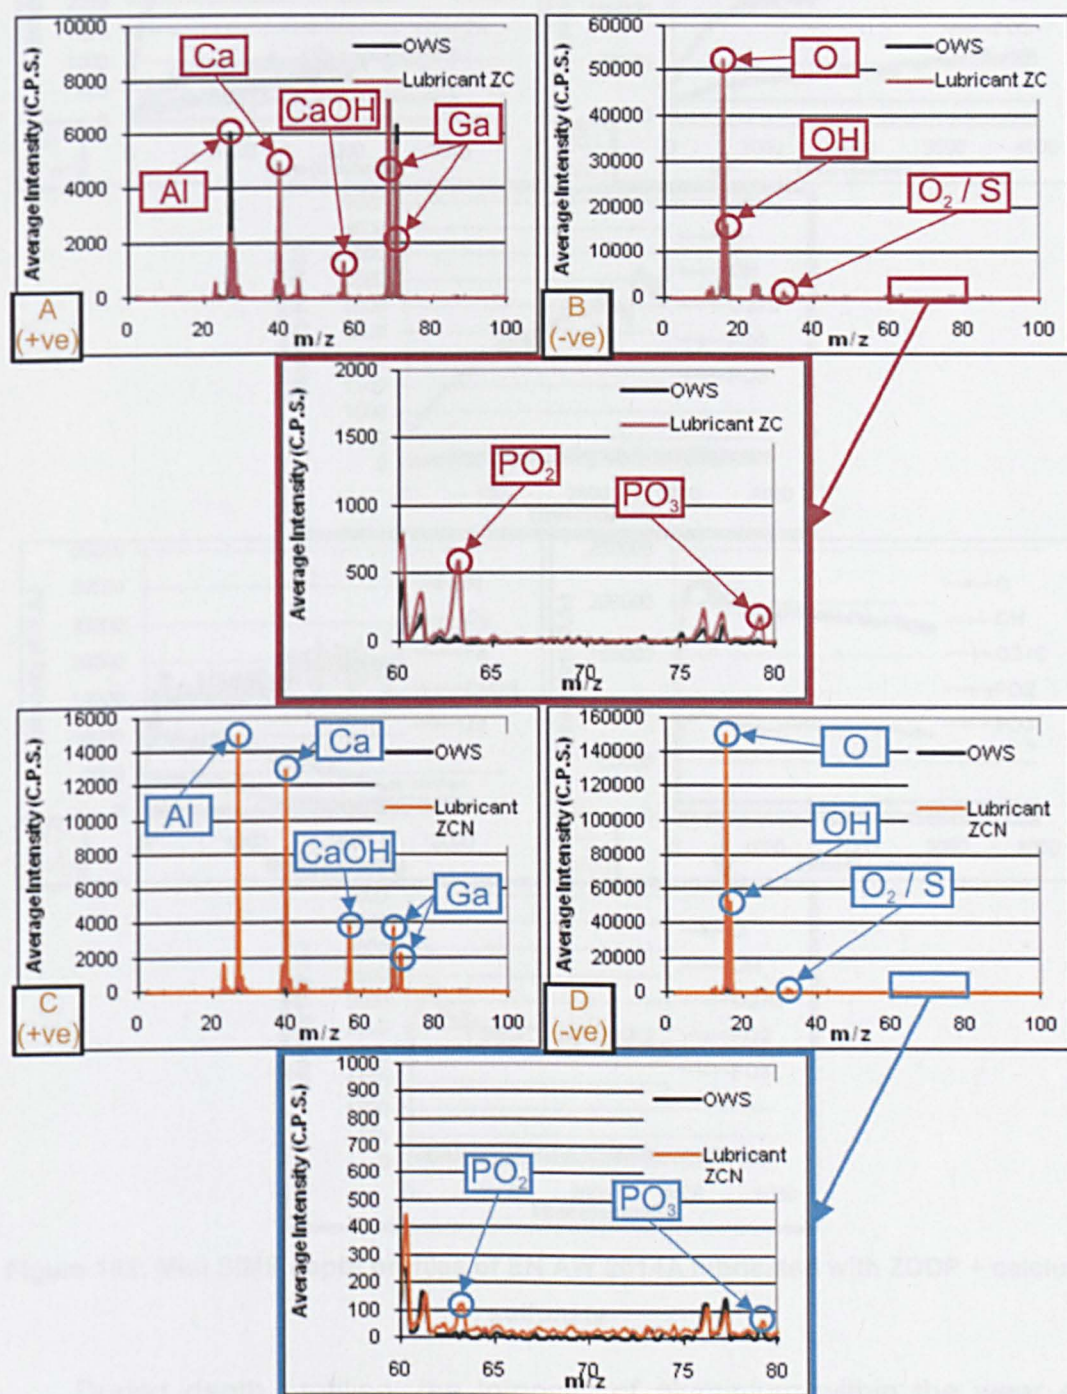 10000
8000
6000
4000
2000
0
Average Intensity (C.P.S.)
Ca
CaOH
Ga
Al
OWS
Lubricant ZC
A
(+ve)
0 20 40 60 80 100
m/z
60000
50000
40000
30000
20000
10000
0
Average Intensity (C.P.S.)
OWS
Lubricant ZC
O
OH
O₂ / S
B
(-ve)
0 20 40 60 80 100
m/z
2000
1500
1000
500
0
Average Intensity (C.P.S.)
OWS
Lubricant ZC
PO₂
PO₃
60 65 70 75 80
m/z
16000
14000
12000
10000
8000
6000
4000
2000
0
Average Intensity (C.P.S.)
Ca
Al
CaOH
Ga
OWS
Lubricant
ZCN
C
(+ve)
0 20 40 60 80 100
m/z
160000
140000
120000
100000
80000
60000
40000
20000
0
Average Intensity (C.P.S.)
O
OWS
Lubricant
ZCN
OH
O₂ / S
D
(-ve)
0 20 40 60 80 100
m/z
1000
900
800
700
600
500
400
300
200
100
0
Average Intensity (C.P.S.)
OWS
Lubricant
ZCN
PO₂
PO₃
60 65 70 75 80
m/z